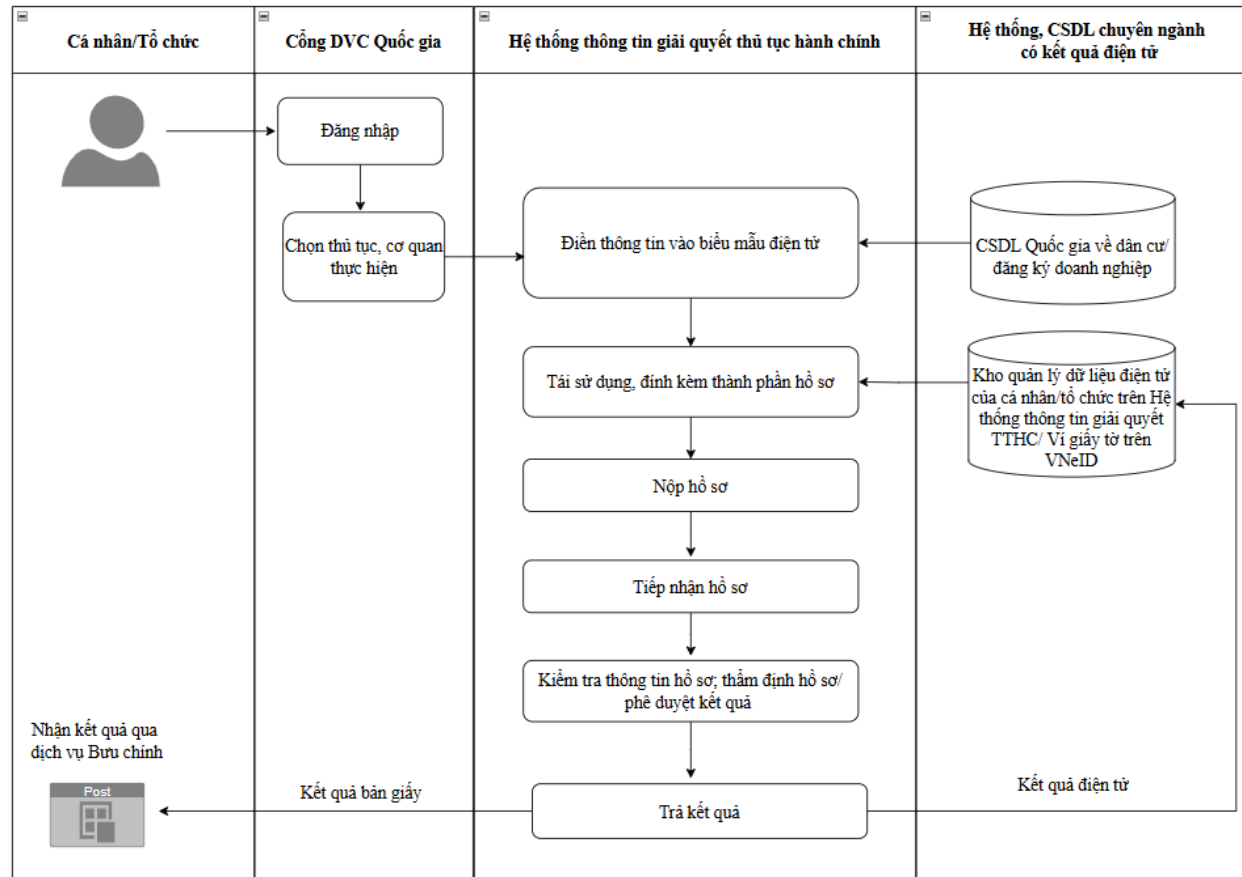 Cá nhân/Tổ chức
Cổng DVC Quốc gia
Hệ thống thông tin giải quyết thủ tục hành chính
Hệ thống, CSDL chuyên ngành
có kết quả điện tử
Đăng nhập
Chọn thủ tục, cơ quan
thực hiện
Điền thông tin vào biểu mẫu điện tử
CSDL Quốc gia về dân cư/
đăng ký doanh nghiệp
Tái sử dụng, đính kèm thành phần hồ sơ
Kho quản lý dữ liệu điện tử
của cá nhân/tổ chức trên Hệ
thống thông tin giải quyết
TTHC/ Ví giấy tờ trên
VNeID
Nộp hồ sơ
Tiếp nhận hồ sơ
Kiểm tra thông tin hồ sơ; thẩm định hồ sơ/
phê duyệt kết quả
Nhận kết quả qua
dịch vụ Bưu chính
Post
Kết quả bản giấy
Trả kết quả
Kết quả điện tử